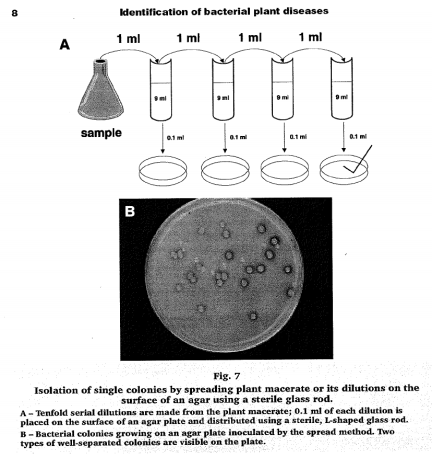 8
Identification of bacterial plant diseases
A
1 ml 1 ml 1 ml 1 ml
9 ml 9 ml 9 ml 9 ml
sample
0.1 ml 0.1 ml 0.1 ml 0.1 ml
B
Fig. 7
Isolation of single colonies by spreading plant macerate or its dilutions on the
surface of an agar using a sterile glass rod.
A – Tenfold serial dilutions are made from the plant macerate; 0.1 ml of each dilution is
placed on the surface of an agar plate and distributed using a sterile, L-shaped glass rod.
B – Bacterial colonies growing on an agar plate inoculated by the spread method. Two
types of well-separated colonies are visible on the plate.